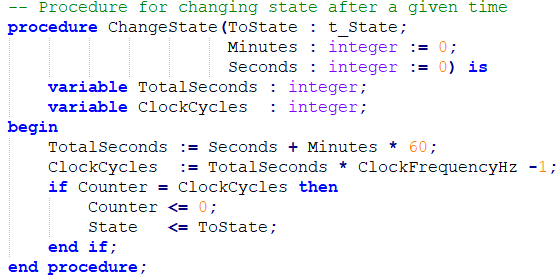 -- Procedure for changing state after a given time
procedure ChangeState(ToState : t_State;
                      Minutes : integer := 0;
                      Seconds : integer := 0) is
    variable TotalSeconds : integer;
    variable ClockCycles  : integer;
begin
    TotalSeconds := Seconds + Minutes * 60;
    ClockCycles  := TotalSeconds * ClockFrequencyHz -1;
    if Counter = ClockCycles then
        Counter <= 0;
        State   <= ToState;
    end if;
end procedure;